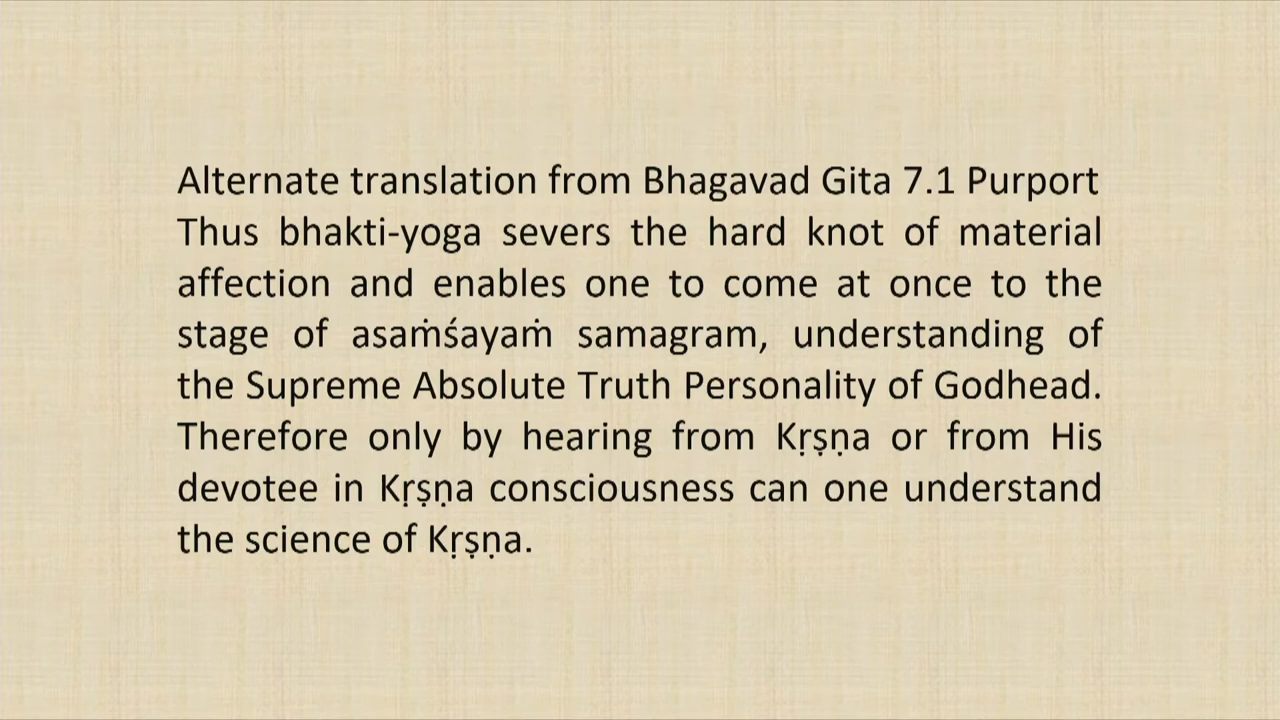 Alternate translation from Bhagavad Gita 7.1 Purport
Thus bhakti-yoga severs the hard knot of material
affection and enables one to come at once to the
stage of asaṁśayaṁ samagram, understanding of
the Supreme Absolute Truth Personality of Godhead.
Therefore only by hearing from Kṛṣṇa or from His
devotee in Kṛṣṇa consciousness can one understand
the science of Kṛṣṇa.